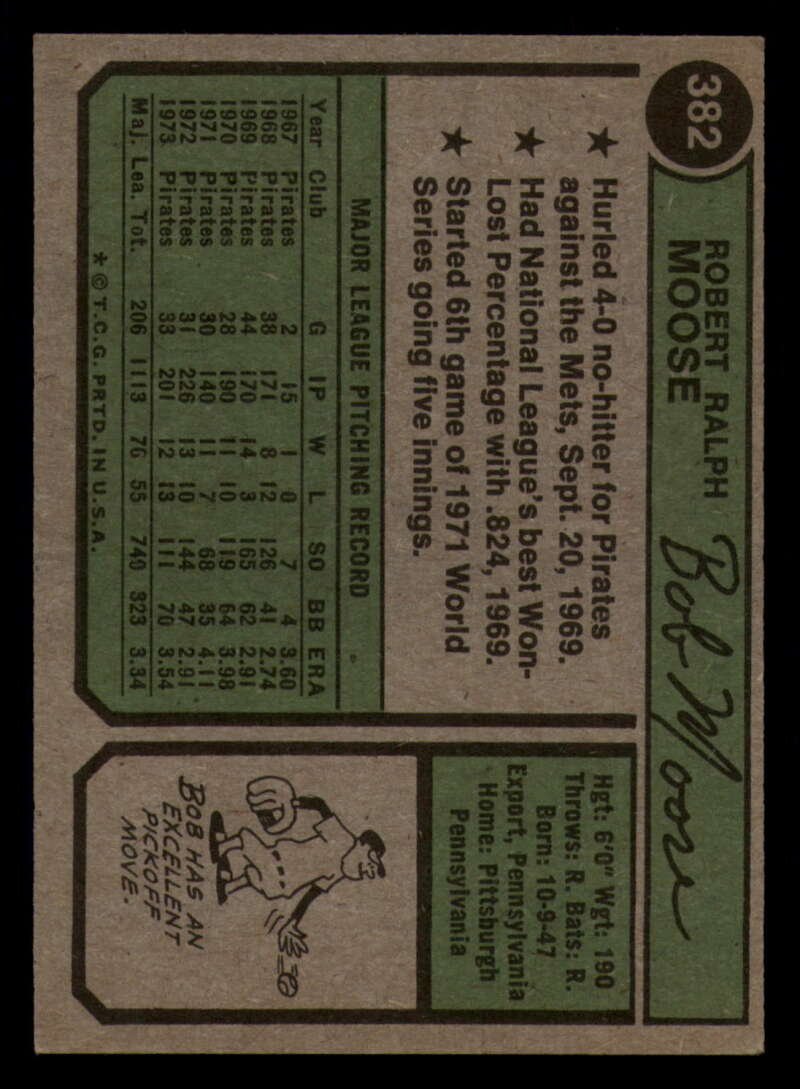 382
ROBERT RALPH
MOOSE
Bob Moose
★ Hurled 4-0 no-hitter for Pirates
against the Mets, Sept. 20, 1969.
★ Had National League's best Won-
Lost Percentage with .824, 1969.
★ Started 6th game of 1971 World
Series going five innings.
MAJOR LEAGUE PITCHING RECORD
Year Club G IP W L SO BB ERA
1967 Pirates 2 15 1 0 7 4 3.60
1968 Pirates 38 171 8 12 126 41 2.74
1969 Pirates 44 170 14 3 165 62 2.91
1970 Pirates 28 190 11 10 119 64 3.98
1971 Pirates 30 140 11 7 68 35 4.11
1972 Pirates 31 226 13 10 144 47 2.91
1973 Pirates 33 201 12 13 111 70 3.54
Maj. Lea. Tot. 206 1113 76 55 740 323 3.34
* © T.C.G. PRTD. IN U.S.A.
Hgt: 6'0" Wgt: 190
Throws: R. Bats: R.
Born: 10-9-47
Export, Pennsylvania
Home: Pittsburgh
Pennsylvania
BOB HAS AN
EXCELLENT
PICKOFF
MOVE.